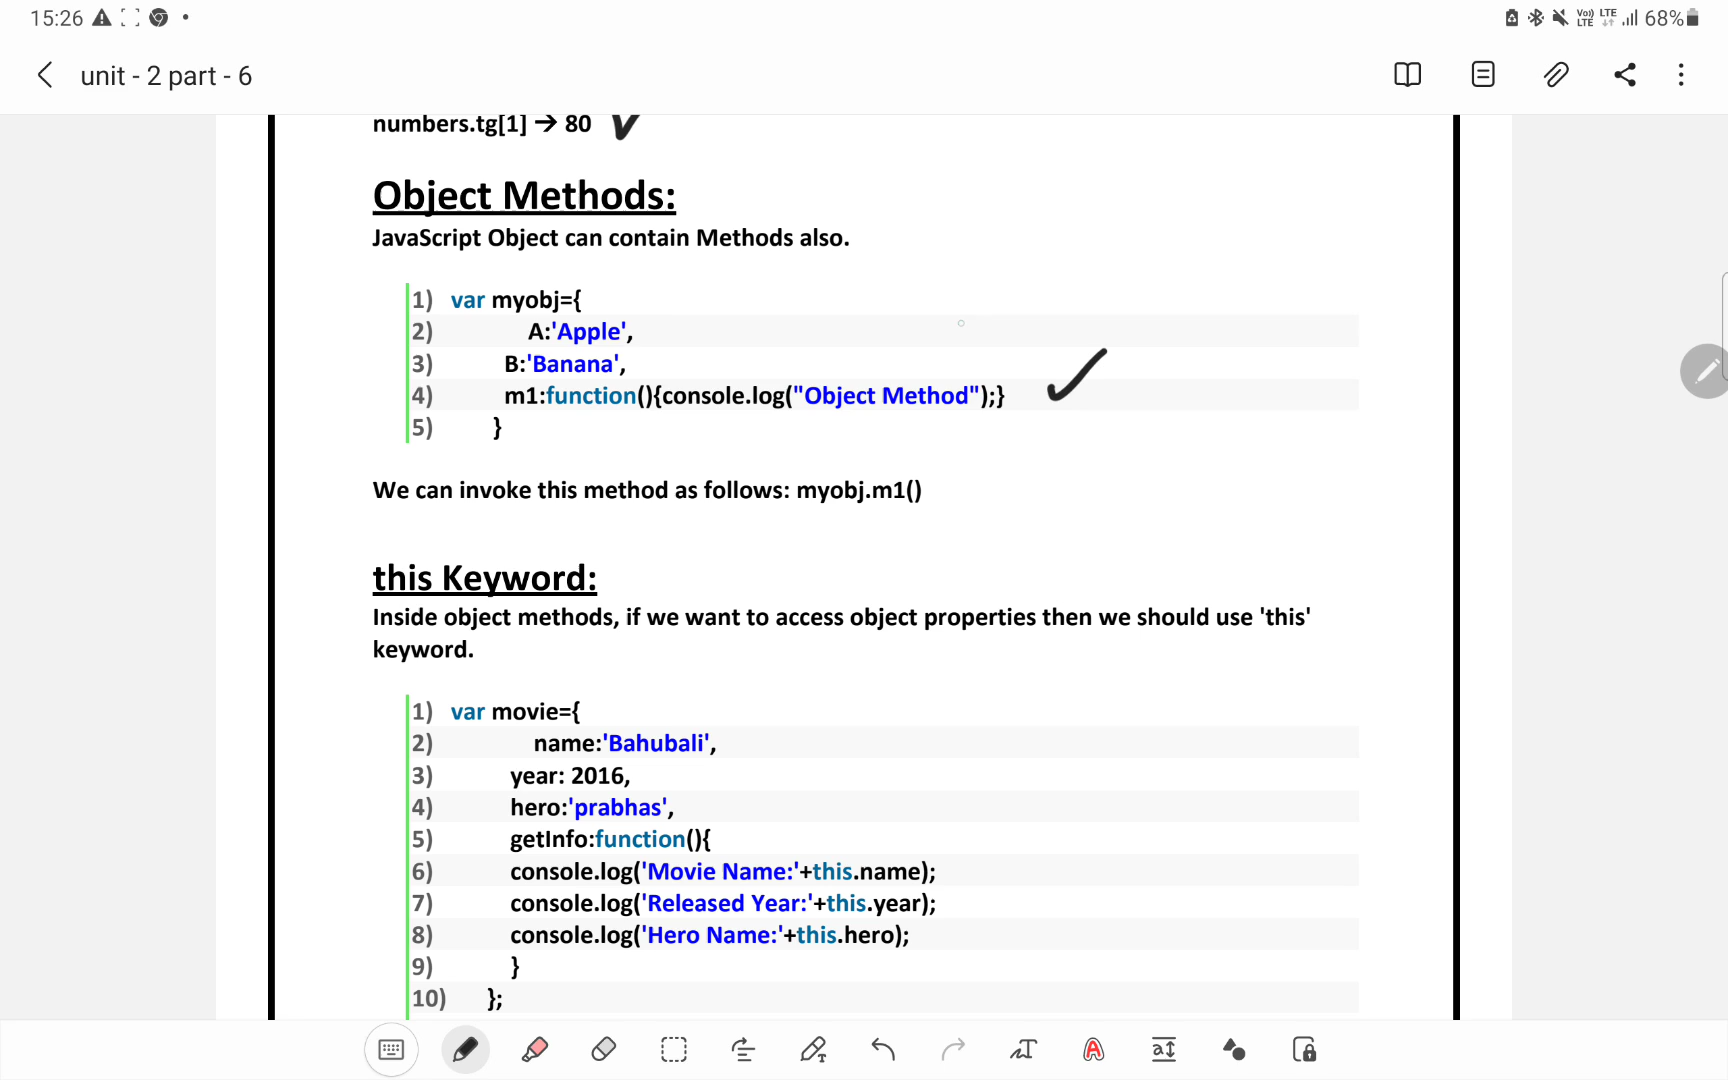 15:26
68%
unit - 2 part - 6
numbers.tg[1] → 80
Object Methods:
JavaScript Object can contain Methods also.
1) var myobj={
2) A:'Apple',
3) B:'Banana',
4) m1:function(){console.log("Object Method");}
5) }
We can invoke this method as follows: myobj.m1()
this Keyword:
Inside object methods, if we want to access object properties then we should use 'this'
keyword.
1) var movie={
2) name:'Bahubali',
3) year: 2016,
4) hero:'prabhas',
5) getInfo:function(){
6) console.log('Movie Name:'+this.name);
7) console.log('Released Year:'+this.year);
8) console.log('Hero Name:'+this.hero);
9) }
10) };